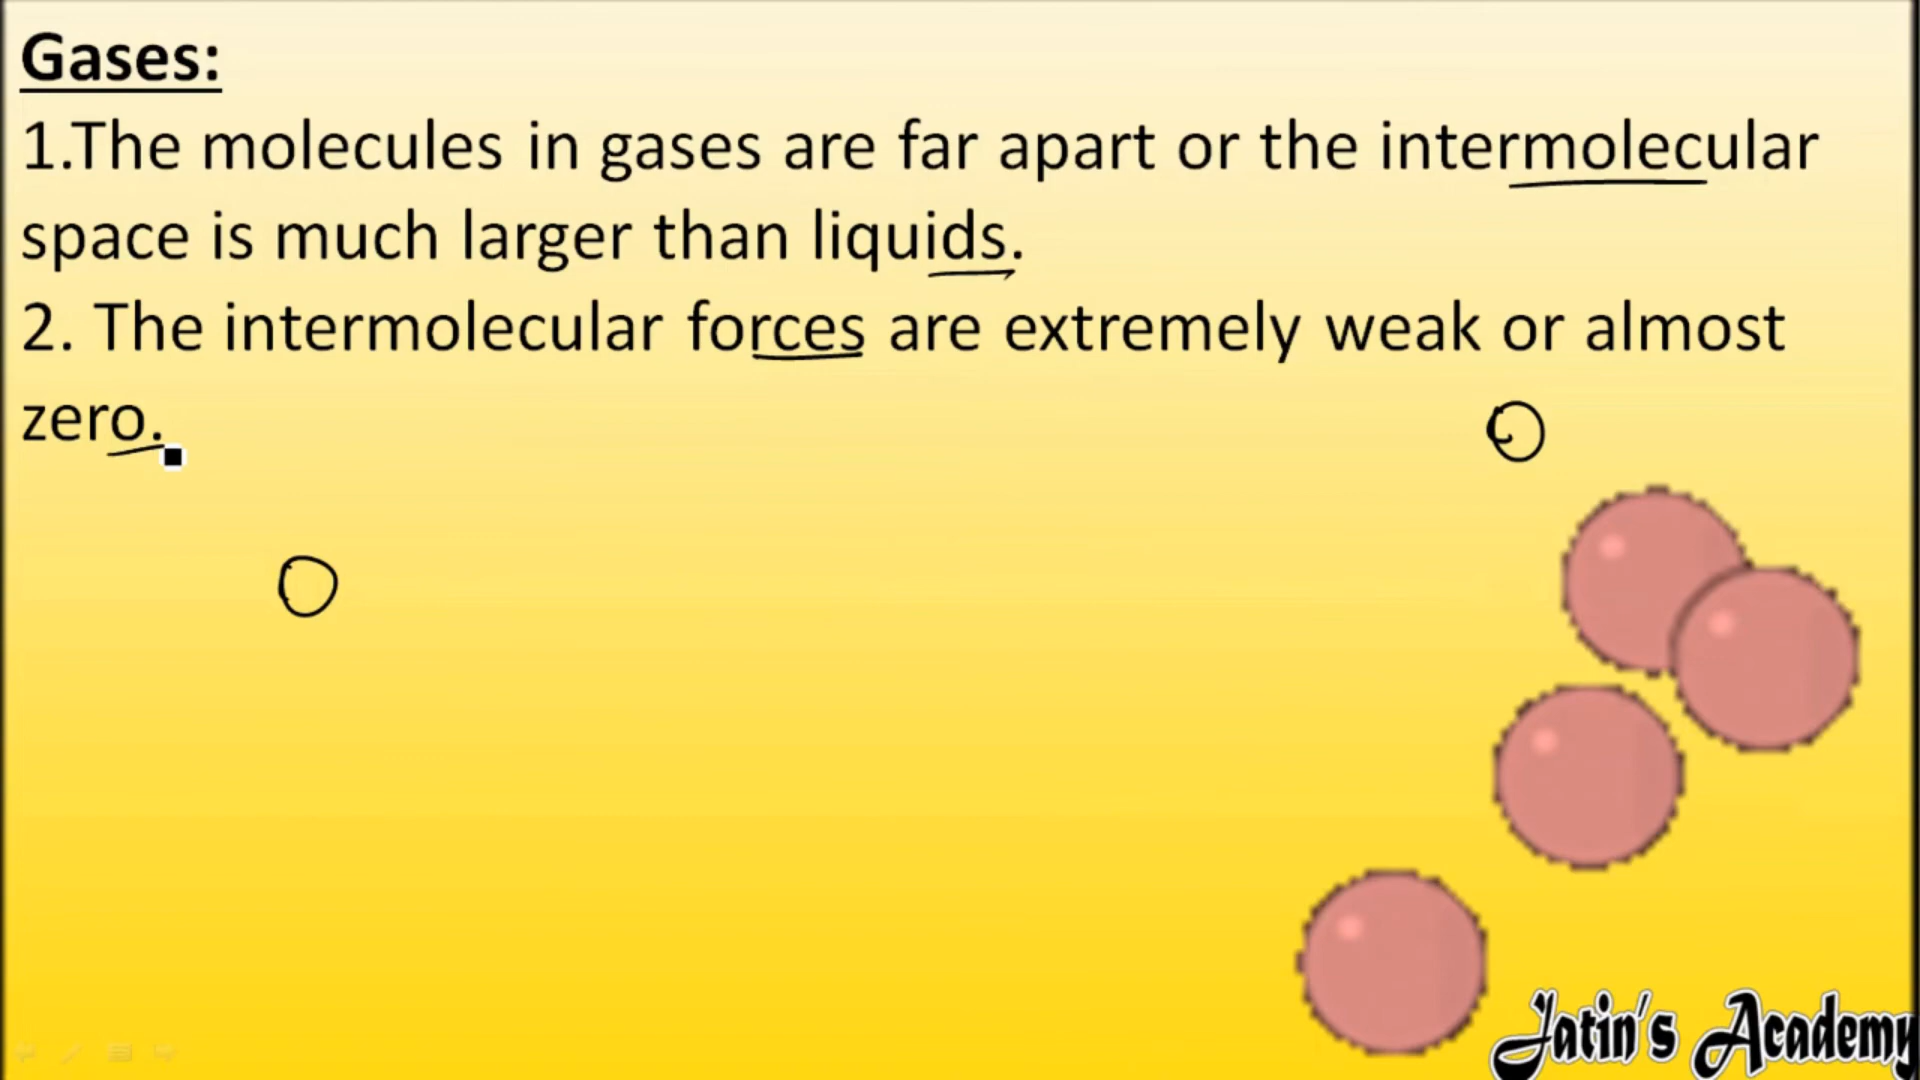 Gases:
1.The molecules in gases are far apart or the intermolecular
space is much larger than liquids.
2. The intermolecular forces are extremely weak or almost
zero.
Jatin's Academy